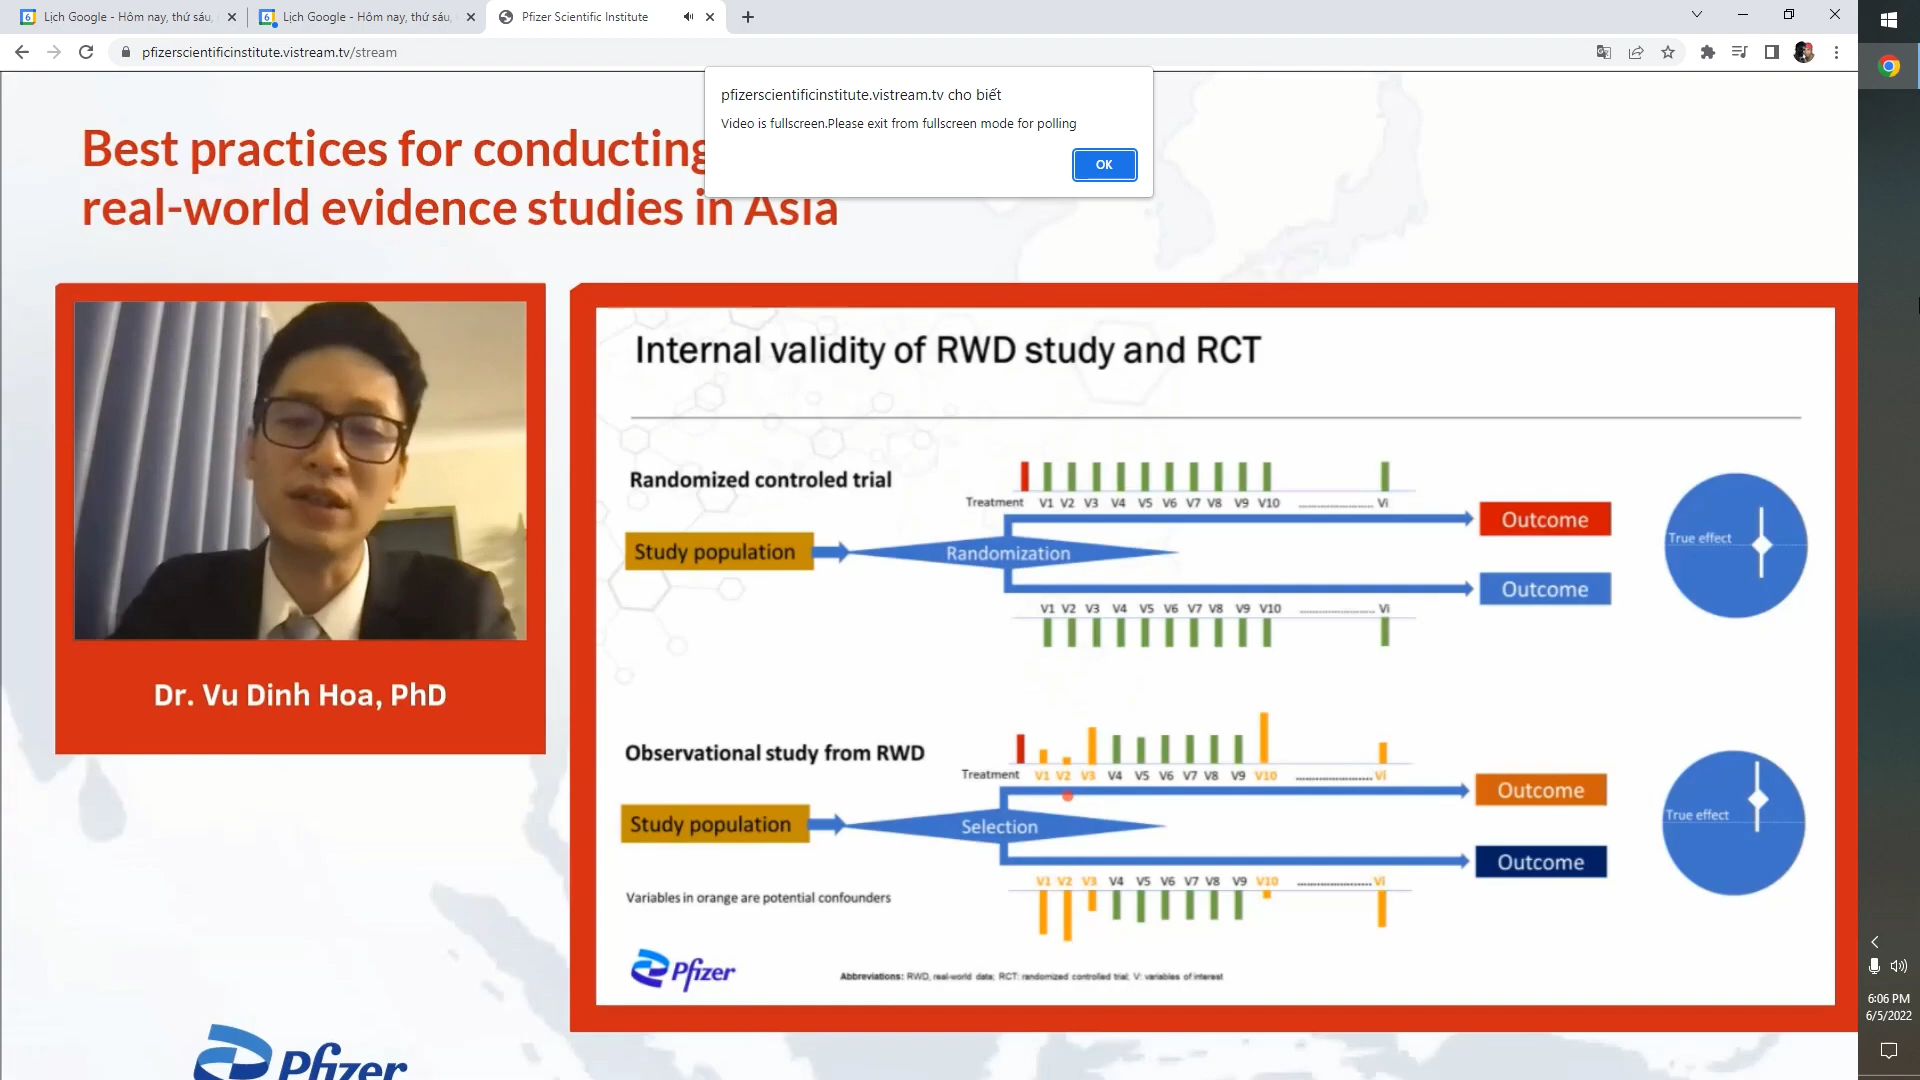 Lịch Google - Hôm nay, thứ sáu,
Lịch Google - Hôm nay, thứ sáu,
Pfizer Scientific Institute
pfizerscientificinstitute.vistream.tv/stream
pfizerscientificinstitute.vistream.tv cho biết
Video is fullscreen.Please exit from fullscreen mode for polling
OK
Best practices for conducting
real-world evidence studies in Asia
Internal validity of RWD study and RCT
Randomized controled trial
Treatment V1 V2 V3 V4 V5 V6 V7 V8 V9 V10 ........................ Vi
Outcome
Study population
Randomization
True effect
Outcome
V1 V2 V3 V4 V5 V6 V7 V8 V9 V10 ........................ Vi
Dr. Vu Dinh Hoa, PhD
Observational study from RWD
Treatment V1 V2 V3 V4 V5 V6 V7 V8 V9 V10 ........................ Vi
Outcome
Study population
Selection
True effect
Outcome
V1 V2 V3 V4 V5 V6 V7 V8 V9 V10 ........................ Vi
Variables in orange are potential confounders
Pfizer
Abbreviations: RWD, real-world data; RCT: randomized controlled trial; V: variables of interest
Pfizer
6:06 PM
6/5/2022